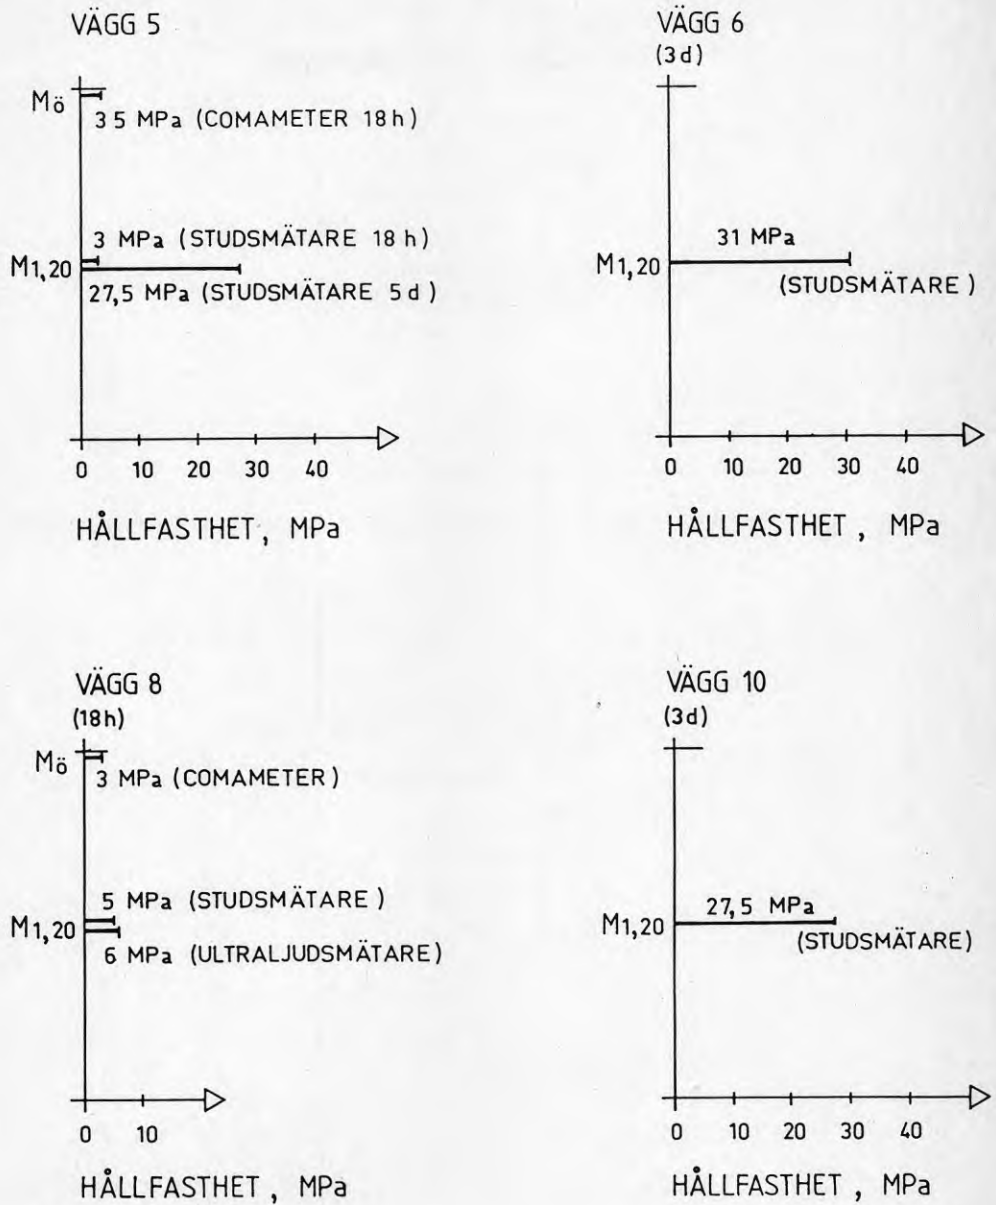 VÄGG 5
Mö
3 5 MPa (COMAMETER 18h)
3 MPa (STUDSMÄTARE 18 h)
M1,20
27,5 MPa (STUDSMÄTARE 5d)
0 10 20 30 40
HÅLLFASTHET, MPa
VÄGG 6
(3d)
31 MPa
M1,20
(STUDSMÄTARE)
0 10 20 30 40
HÅLLFASTHET, MPa
VÄGG 8
(18h)
Mö
3 MPa (COMAMETER)
5 MPa (STUDSMÄTARE)
M1,20
6 MPa (ULTRALJUDSMÄTARE)
0 10
HÅLLFASTHET, MPa
VÄGG 10
(3d)
27,5 MPa
M1,20
(STUDSMÄTARE)
0 10 20 30 40
HÅLLFASTHET, MPa